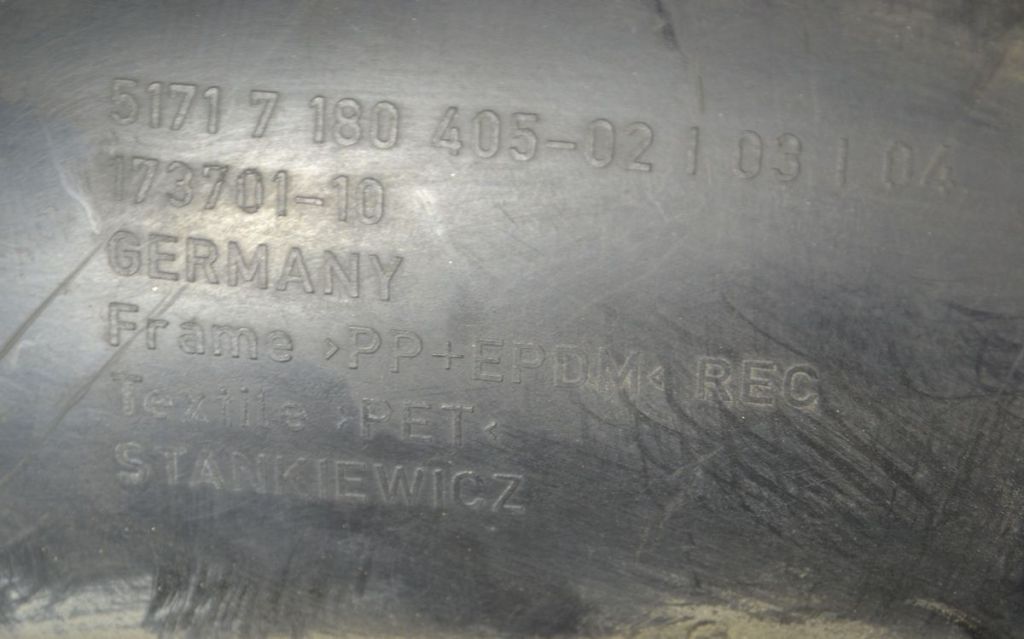 5171 7 180 405-02 | 03 | 04
173701-10
GERMANY
Frame >PP+EPDM< REC
Textile >PET<
STANKIEWICZ